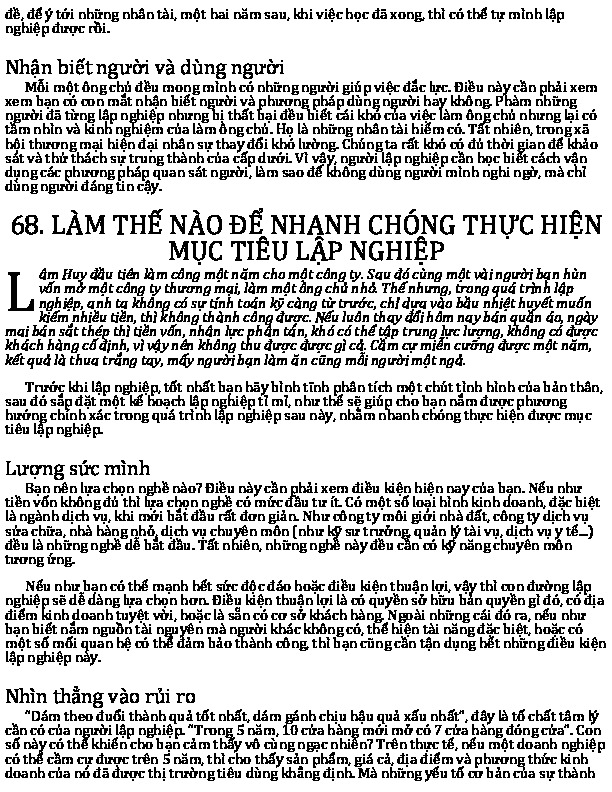 đề, để ý tới những nhân tài, một hai năm sau, khi việc học đã xong, thì có thể tự mình lập
nghiệp được rồi.
Nhận biết người và dùng người
Mỗi một ông chủ đều mong mình có những người giúp việc đắc lực. Điều này cần phải xem
xem bạn có con mắt nhận biết người và phương pháp dùng người hay không. Phàm những
người đã từng lập nghiệp nhưng bị thất bại đều biết cái khó của việc làm ông chủ nhưng lại có
tầm nhìn và kinh nghiệm của làm ông chủ. Họ là những nhân tài hiếm có. Tất nhiên, trong xã
hội thương mại hiện đại nhân sự thay đổi khó lường. Chúng ta rất khó có đủ thời gian để khảo
sát và thử thách sự trung thành của cấp dưới. Vì vậy, người lập nghiệp cần học biết cách vận
dụng các phương pháp quan sát người, làm sao để không dùng người mình nghi ngờ, mà chỉ
dùng người đáng tin cậy.
68. LÀM THẾ NÀO ĐỂ NHANH CHÓNG THỰC HIỆN
MỤC TIÊU LẬP NGHIỆP
Lâm Huy đầu tiên làm công một năm cho một công ty. Sau đó cùng một vài người bạn hùn
vốn mở một công ty thương mại, làm một ông chủ nhỏ. Thế nhưng, trong quá trình lập
nghiệp, anh ta không có sự tính toán kỹ càng từ trước, chỉ dựa vào bầu nhiệt huyết muốn
kiếm nhiều tiền, thì không thành công được. Nếu luôn thay đổi hôm nay bán quần áo, ngày
mai bán sắt thép thì tiền vốn, nhân lực phân tán, khó có thể tập trung lực lượng, không có được
khách hàng cố định, vì vậy nên không thu được được gì cả. Cầm cự miễn cưỡng được một năm,
kết quả là thua trắng tay, mấy người bạn làm ăn cũng mỗi người một ngả.
Trước khi lập nghiệp, tốt nhất bạn hãy bình tĩnh phân tích một chút tình hình của bản thân,
sau đó sắp đặt một kế hoạch lập nghiệp tỉ mỉ, như thế sẽ giúp cho bạn nắm được phương
hướng chính xác trong quá trình lập nghiệp sau này, nhằm nhanh chóng thực hiện được mục
tiêu lập nghiệp.
Lượng sức mình
Bạn nên lựa chọn nghề nào? Điều này cần phải xem điều kiện hiện nay của bạn. Nếu như
tiền vốn không đủ thì lựa chọn nghề có mức đầu tư ít. Có một số loại hình kinh doanh, đặc biệt
là ngành dịch vụ, khi mới bắt đầu rất đơn giản. Như công ty môi giới nhà đất, công ty dịch vụ
sửa chữa, nhà hàng nhỏ, dịch vụ chuyên môn (như kỹ sư trưởng, quản lý tài vụ, dịch vụ y tế...)
đều là những nghề dễ bắt đầu. Tất nhiên, những nghề này đều cần có kỹ năng chuyên môn
tương ứng.
Nếu như bạn có thế mạnh hết sức độc đáo hoặc điều kiện thuận lợi, vậy thì con đường lập
nghiệp sẽ dễ dàng lựa chọn hơn. Điều kiện thuận lợi là có quyền sở hữu bản quyền gì đó, có địa
điểm kinh doanh tuyệt vời, hoặc là sẵn có cơ sở khách hàng. Ngoài những cái đó ra, nếu như
bạn biết nắm nguồn tài nguyên mà người khác không có, thể hiện tài năng đặc biệt, hoặc có
một số mối quan hệ có thể đảm bảo thành công, thì bạn cũng cần tận dụng hết những điều kiện
lập nghiệp này.
Nhìn thẳng vào rủi ro
“Dám theo đuổi thành quả tốt nhất, dám gánh chịu hậu quả xấu nhất”, đây là tố chất tâm lý
cần có của người lập nghiệp. “Trong 5 năm, 10 cửa hàng mới mở có 7 cửa hàng đóng cửa”. Con
số này có thể khiến cho bạn cảm thấy vô cùng ngạc nhiên? Trên thực tế, nếu một doanh nghiệp
có thể cầm cự được trên 5 năm, thì cho thấy sản phẩm, giá cả, địa điểm và phương thức kinh
doanh của nó đã được thị trường tiêu dùng khẳng định. Mà những yếu tố cơ bản của sự thành